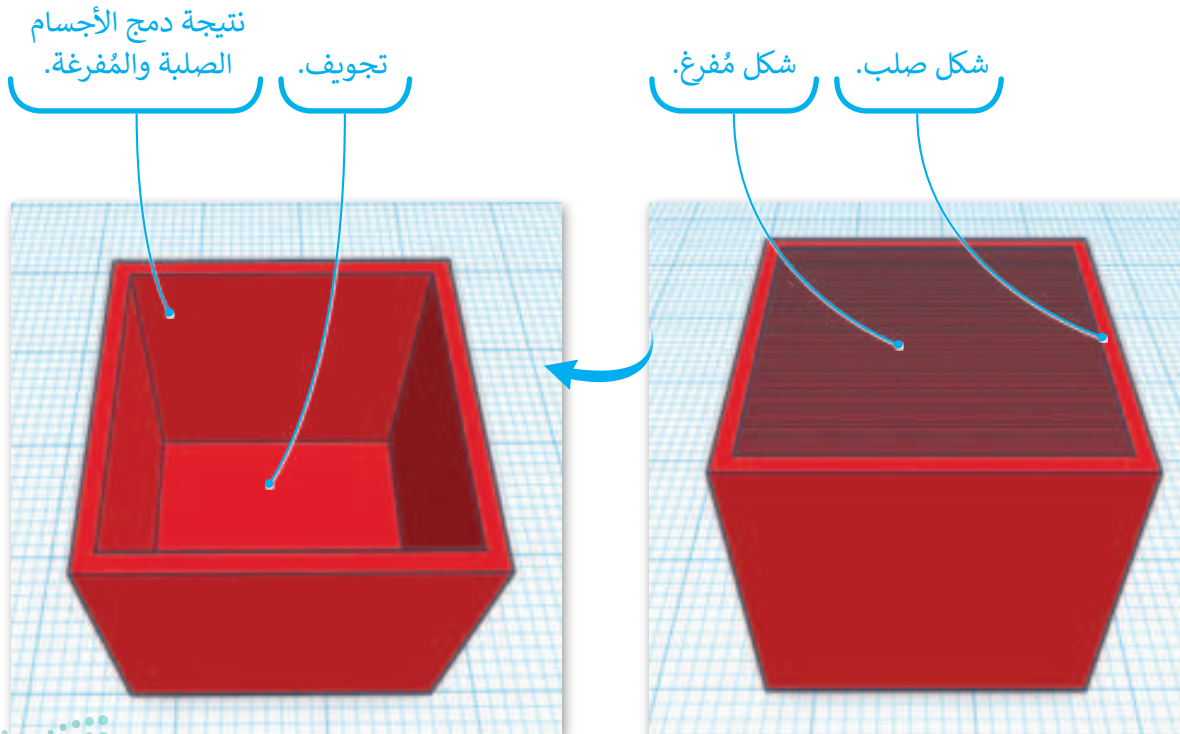 شكل صلب.
شكل مُفرغ.
تجويف.
نتيجة دمج الأجسام
الصلبة والمُفرغة.